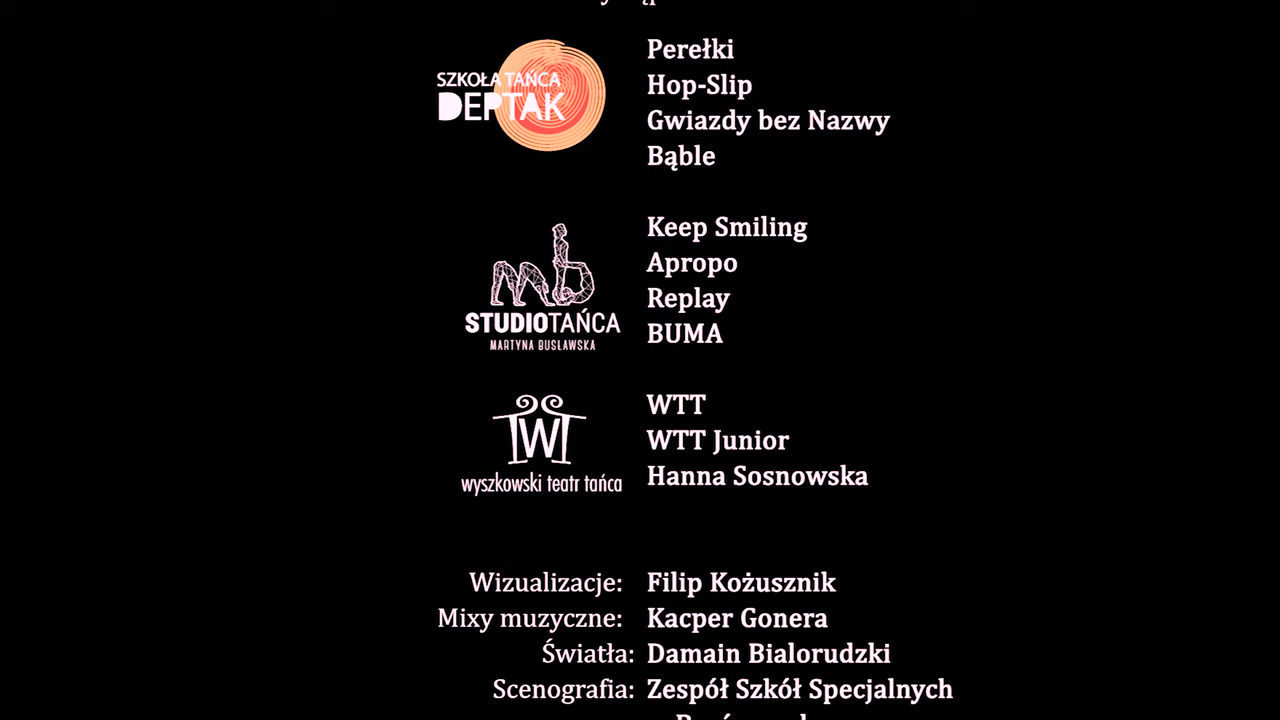 SZKOŁA TAŃCA
DEPTAK
Perełki
Hop-Slip
Gwiazdy bez Nazwy
Bąble
mb
STUDIOTAŃCA
MARTYNA BUSŁAWSKA
Keep Smiling
Apropo
Replay
BUMA
WTT
wyszkowski teatr tańca
WTT
WTT Junior
Hanna Sosnowska
Wizualizacje: Filip Kożusznik
Mixy muzyczne: Kacper Gonera
Światła: Damain Bialorudzki
Scenografia: Zespół Szkół Specjalnych